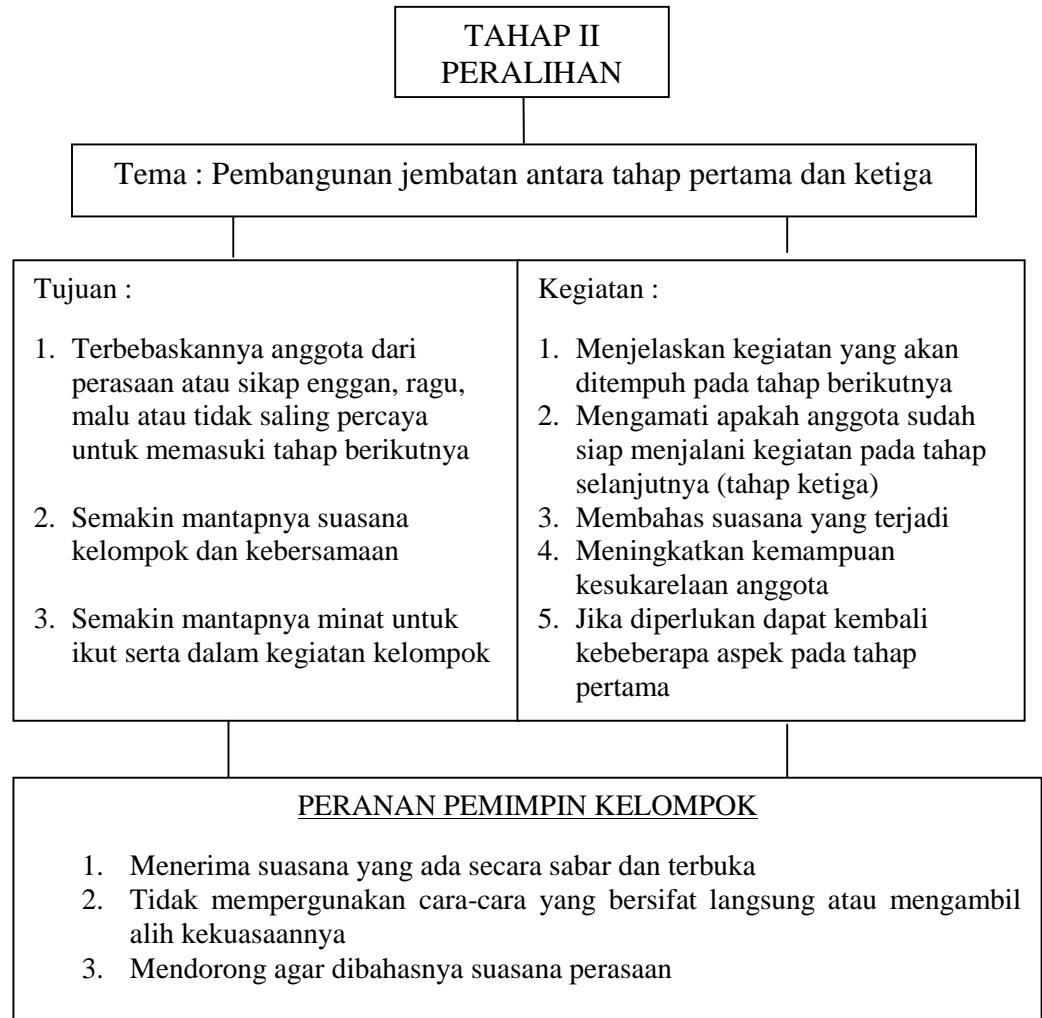 TAHAP II
PERALIHAN
Tema : Pembangunan jembatan antara tahap pertama dan ketiga
Tujuan :
1. Terbebaskannya anggota dari
perasaan atau sikap enggan, ragu,
malu atau tidak saling percaya
untuk memasuki tahap berikutnya
2. Semakin mantapnya suasana
kelompok dan kebersamaan
3. Semakin mantapnya minat untuk
ikut serta dalam kegiatan kelompok
Kegiatan :
1. Menjelaskan kegiatan yang akan
ditempuh pada tahap berikutnya
2. Mengamati apakah anggota sudah
siap menjalani kegiatan pada tahap
selanjutnya (tahap ketiga)
3. Membahas suasana yang terjadi
4. Meningkatkan kemampuan
kesukarelaan anggota
5. Jika diperlukan dapat kembali
kebeberapa aspek pada tahap
pertama
PERANAN PEMIMPIN KELOMPOK
1. Menerima suasana yang ada secara sabar dan terbuka
2. Tidak mempergunakan cara-cara yang bersifat langsung atau mengambil
alih kekuasaannya
3. Mendorong agar dibahasnya suasana perasaan